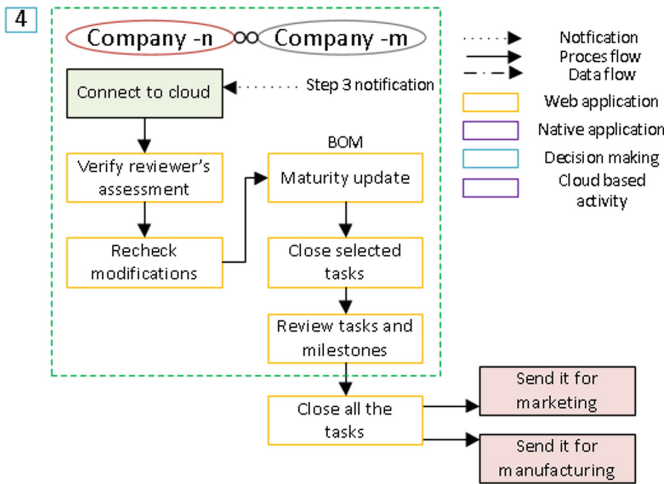 4
Company -n
Company -m
Connect to cloud
Step 3 notification
Verify reviewer's
assessment
Recheck
modifications
BOM
Maturity update
Close selected
tasks
Review tasks and
milestones
Close all the
tasks
Send it for
marketing
Send it for
manufacturing
Notfication
Proces flow
Data flow
Web application
Native application
Decision making
Cloud based
activity